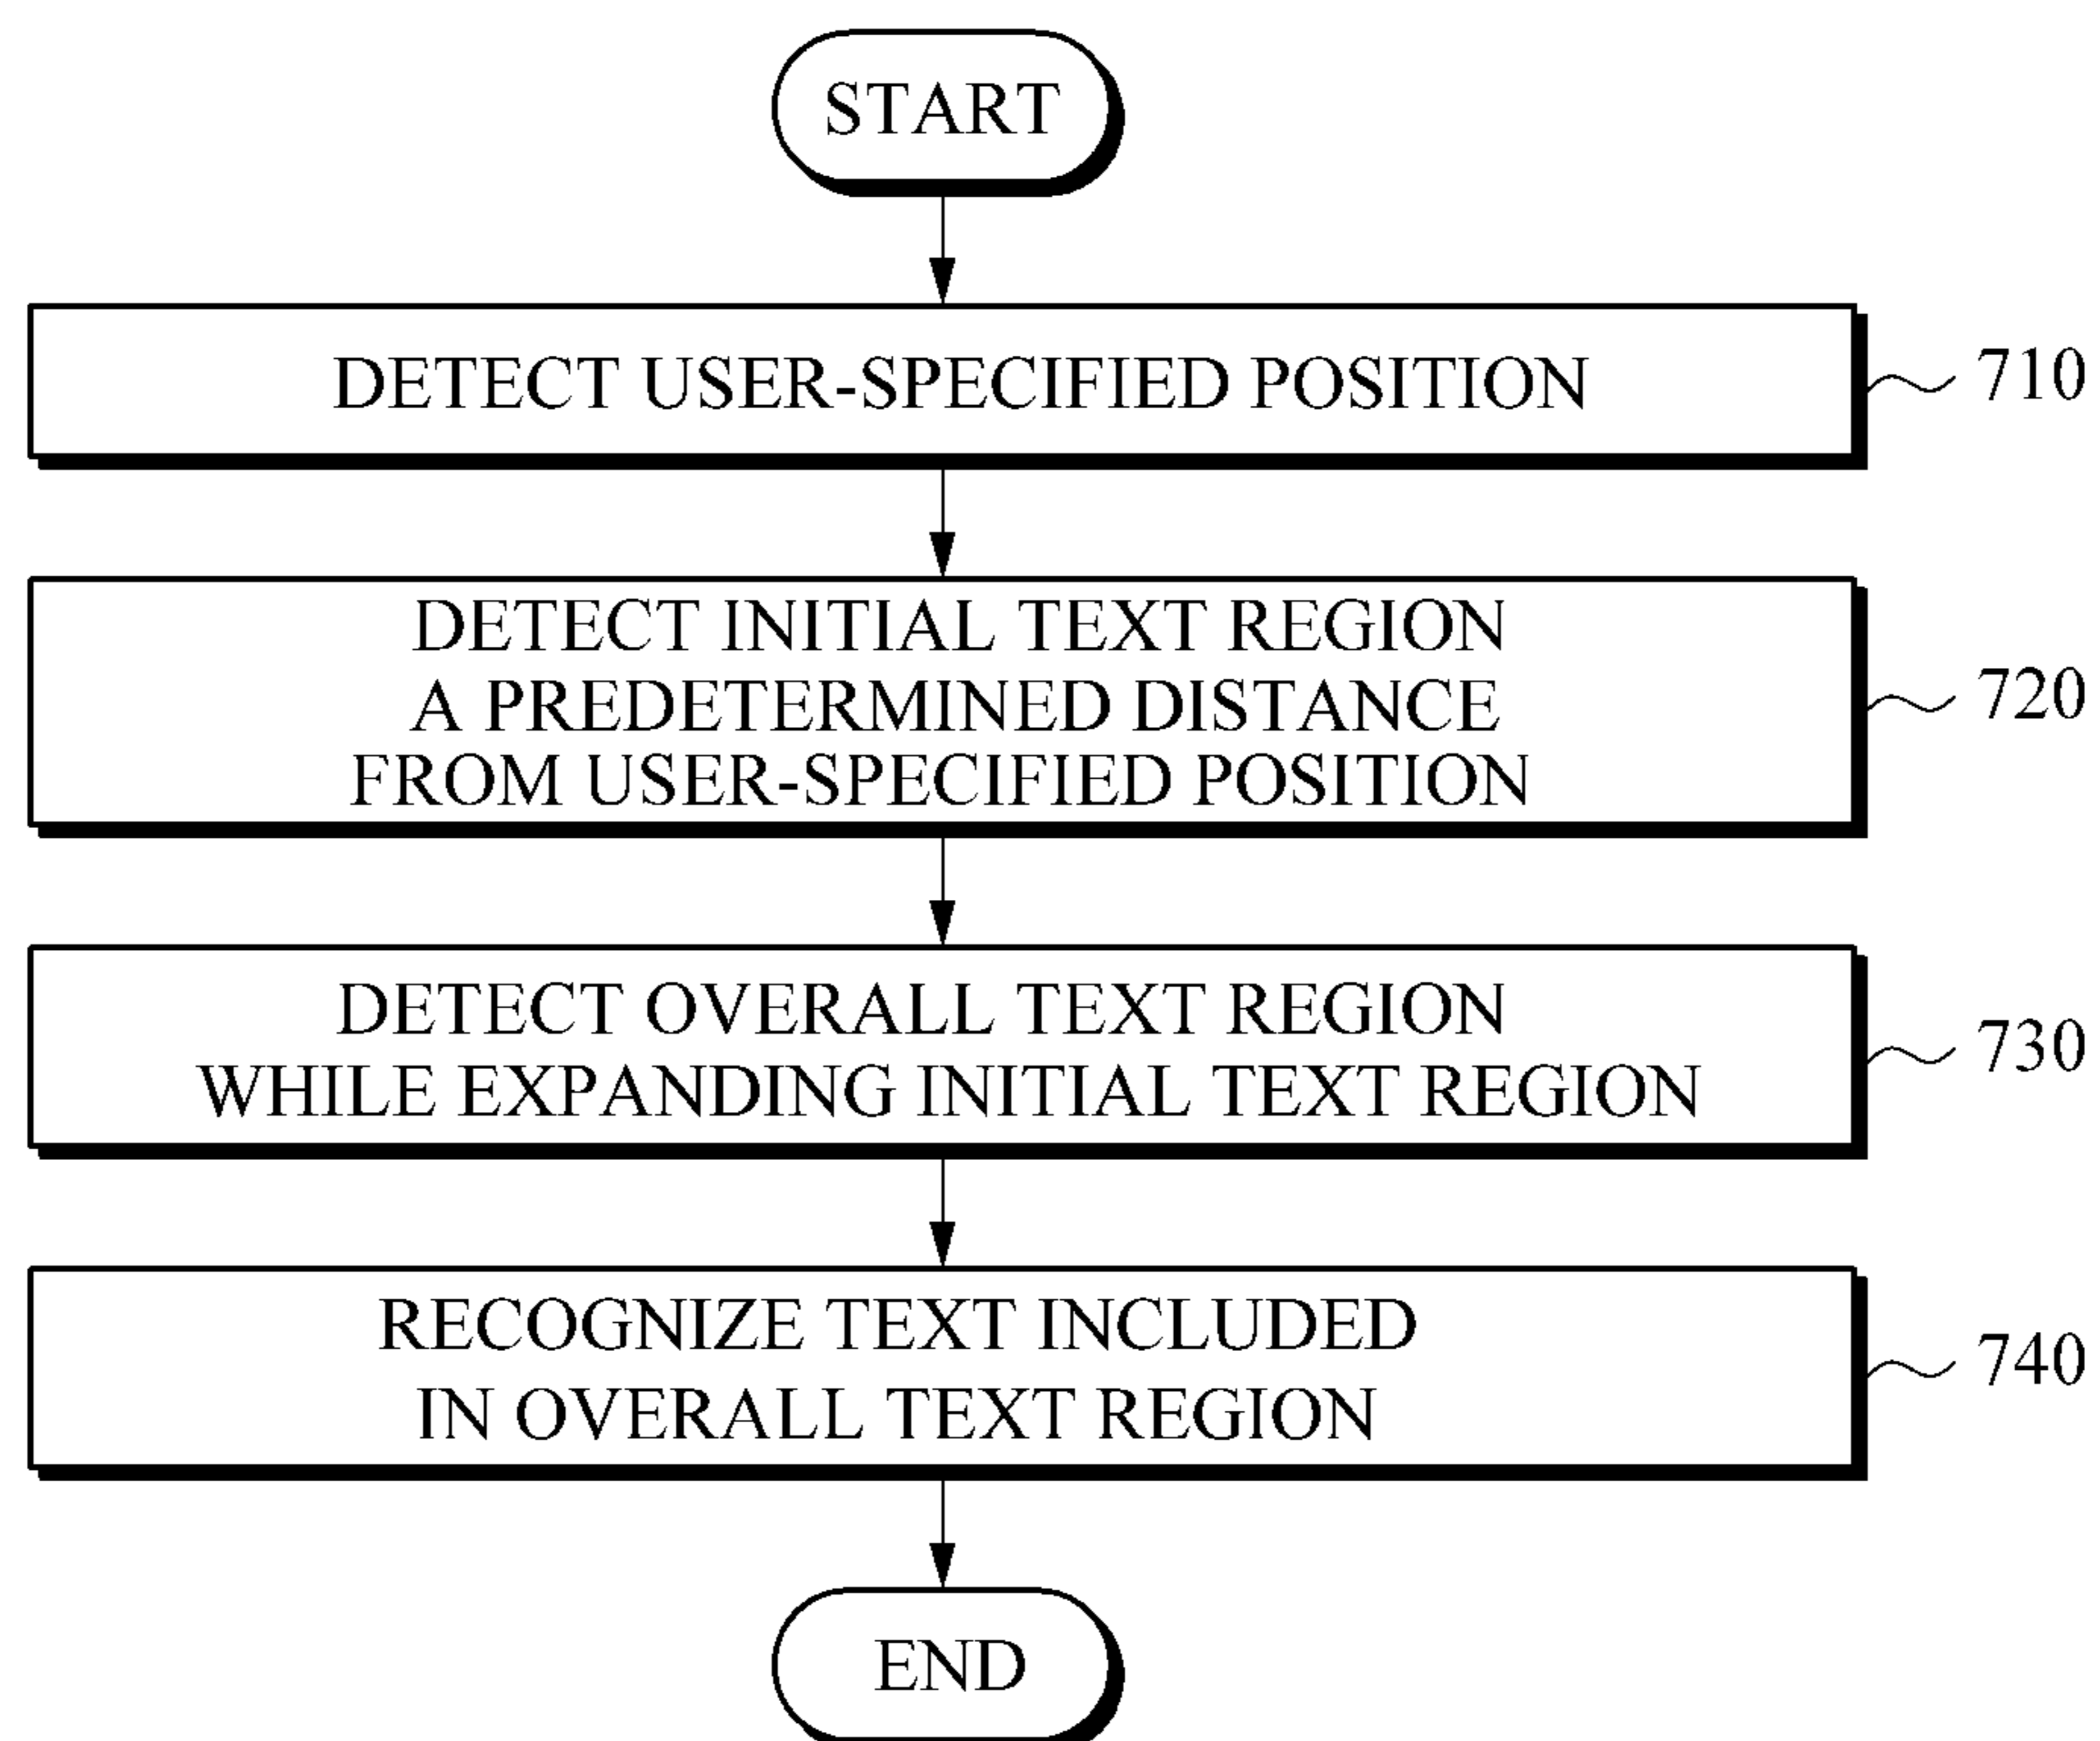 START
DETECT USER-SPECIFIED POSITION
710
DETECT INITIAL TEXT REGION
A PREDETERMINED DISTANCE
FROM USER-SPECIFIED POSITION
720
DETECT OVERALL TEXT REGION
WHILE EXPANDING INITIAL TEXT REGION
730
RECOGNIZE TEXT INCLUDED
IN OVERALL TEXT REGION
740
END